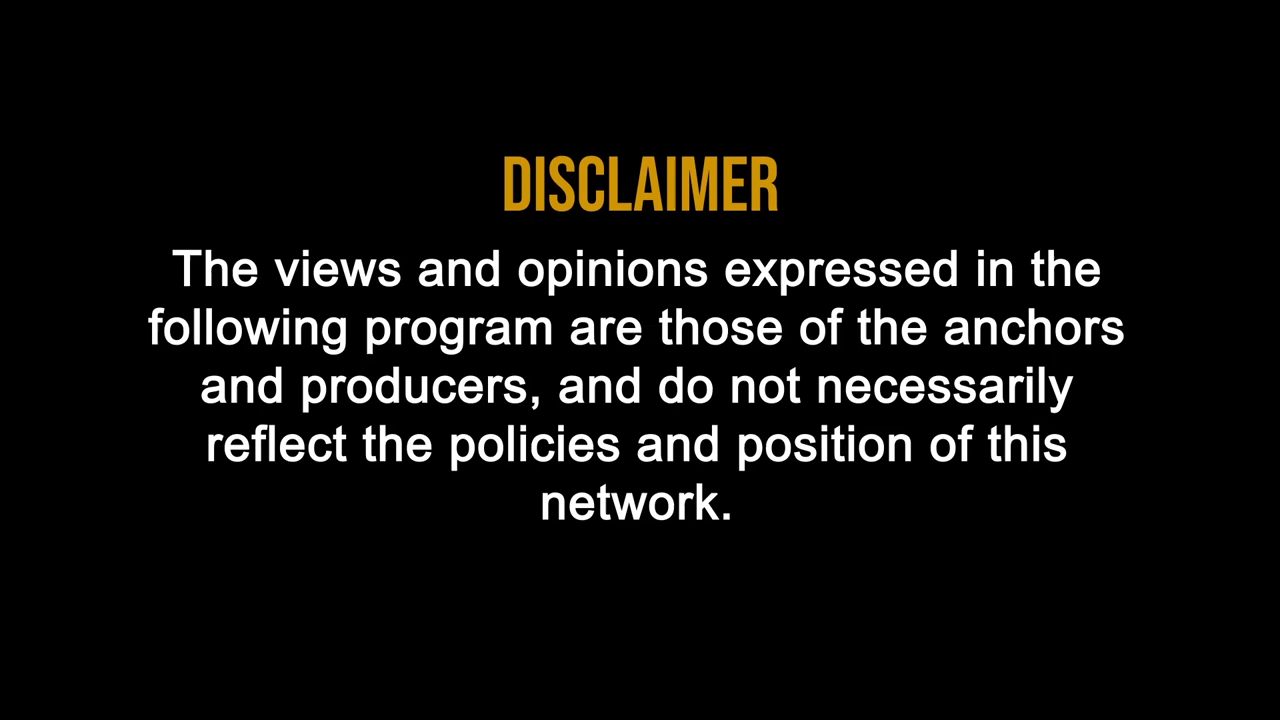 DISCLAIMER
The views and opinions expressed in the
following program are those of the anchors
and producers, and do not necessarily
reflect the policies and position of this
network.